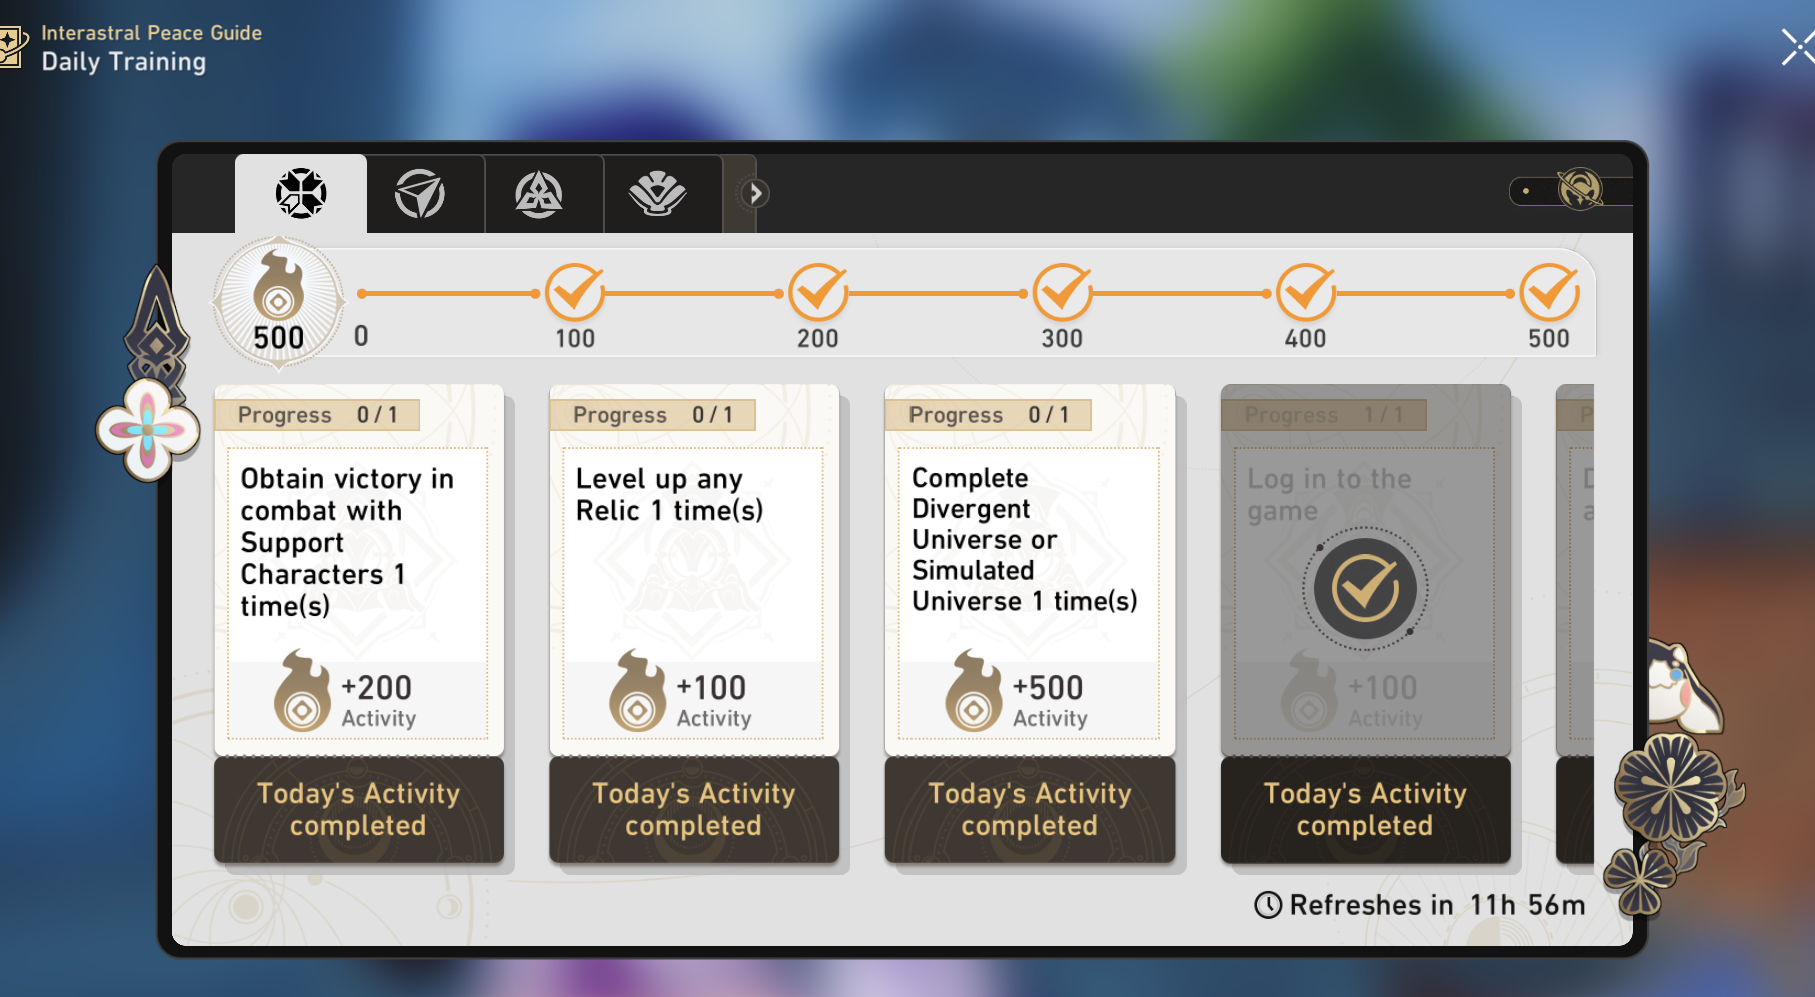 Interastral Peace Guide
Daily Training
500
0
100
200
300
400
500
Progress 0/1
Obtain victory in
combat with
Support
Characters 1
time(s)
+200
Activity
Today's Activity
completed
Progress 0/1
Level up any
Relic 1 time(s)
+100
Activity
Today's Activity
completed
Progress 0/1
Complete
Divergent
Universe or
Simulated
Universe 1 time(s)
+500
Activity
Today's Activity
completed
Progress 1/1
Log in to the
game
+100
Activity
Today's Activity
completed
Refreshes in 11h 56m